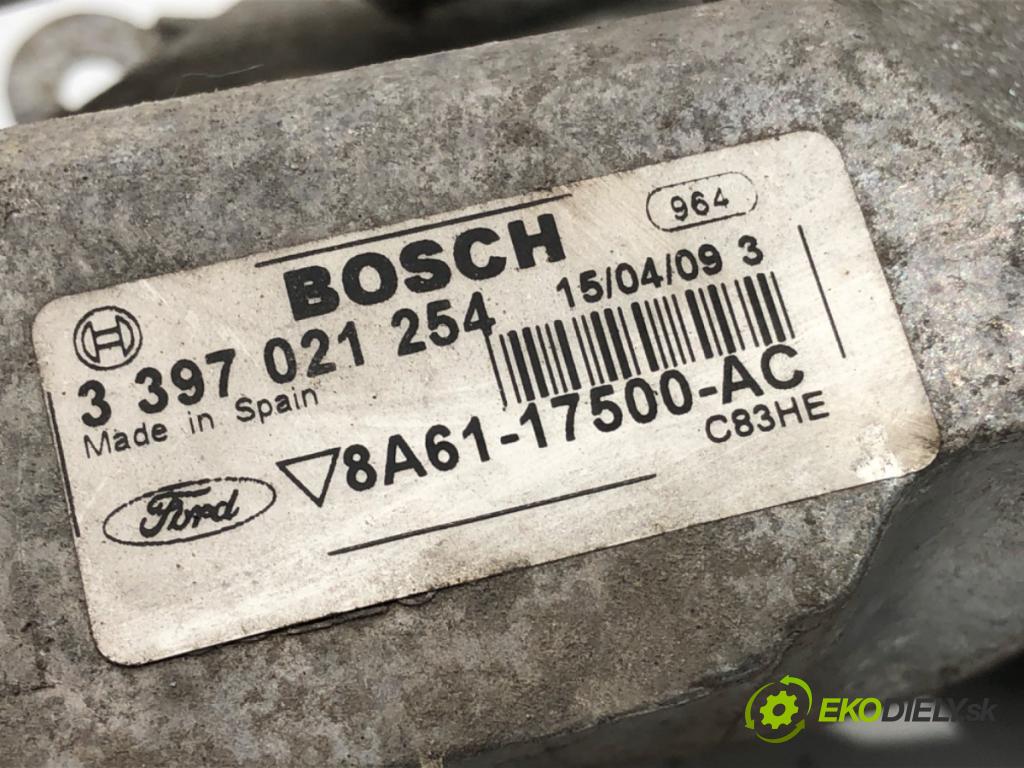 964
BOSCH
15/04/09 3
3 397 021 254
Made in Spain
8A61-17500-AC
C83HE
Ford
EKODIELY.sk